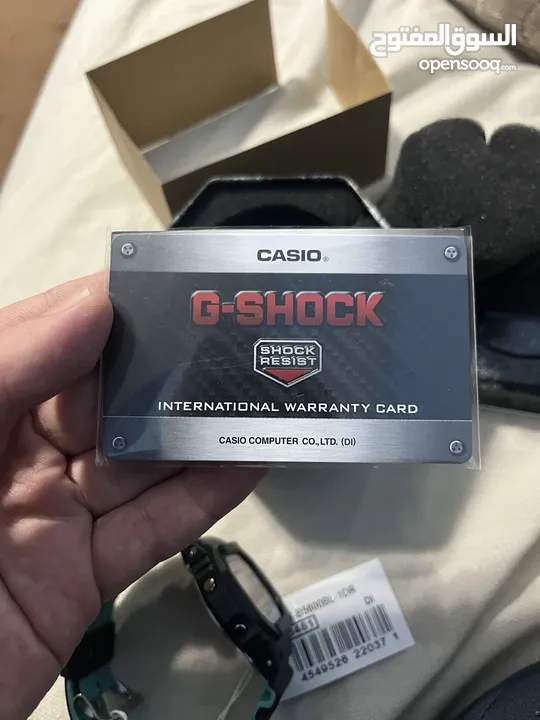 السوق المفتوح
opensooq.com
CASIO®
G-SHOCK
SHOCK
RESIST
INTERNATIONAL WARRANTY CARD
CASIO COMPUTER CO., LTD. (DI)
4549526 22037 1